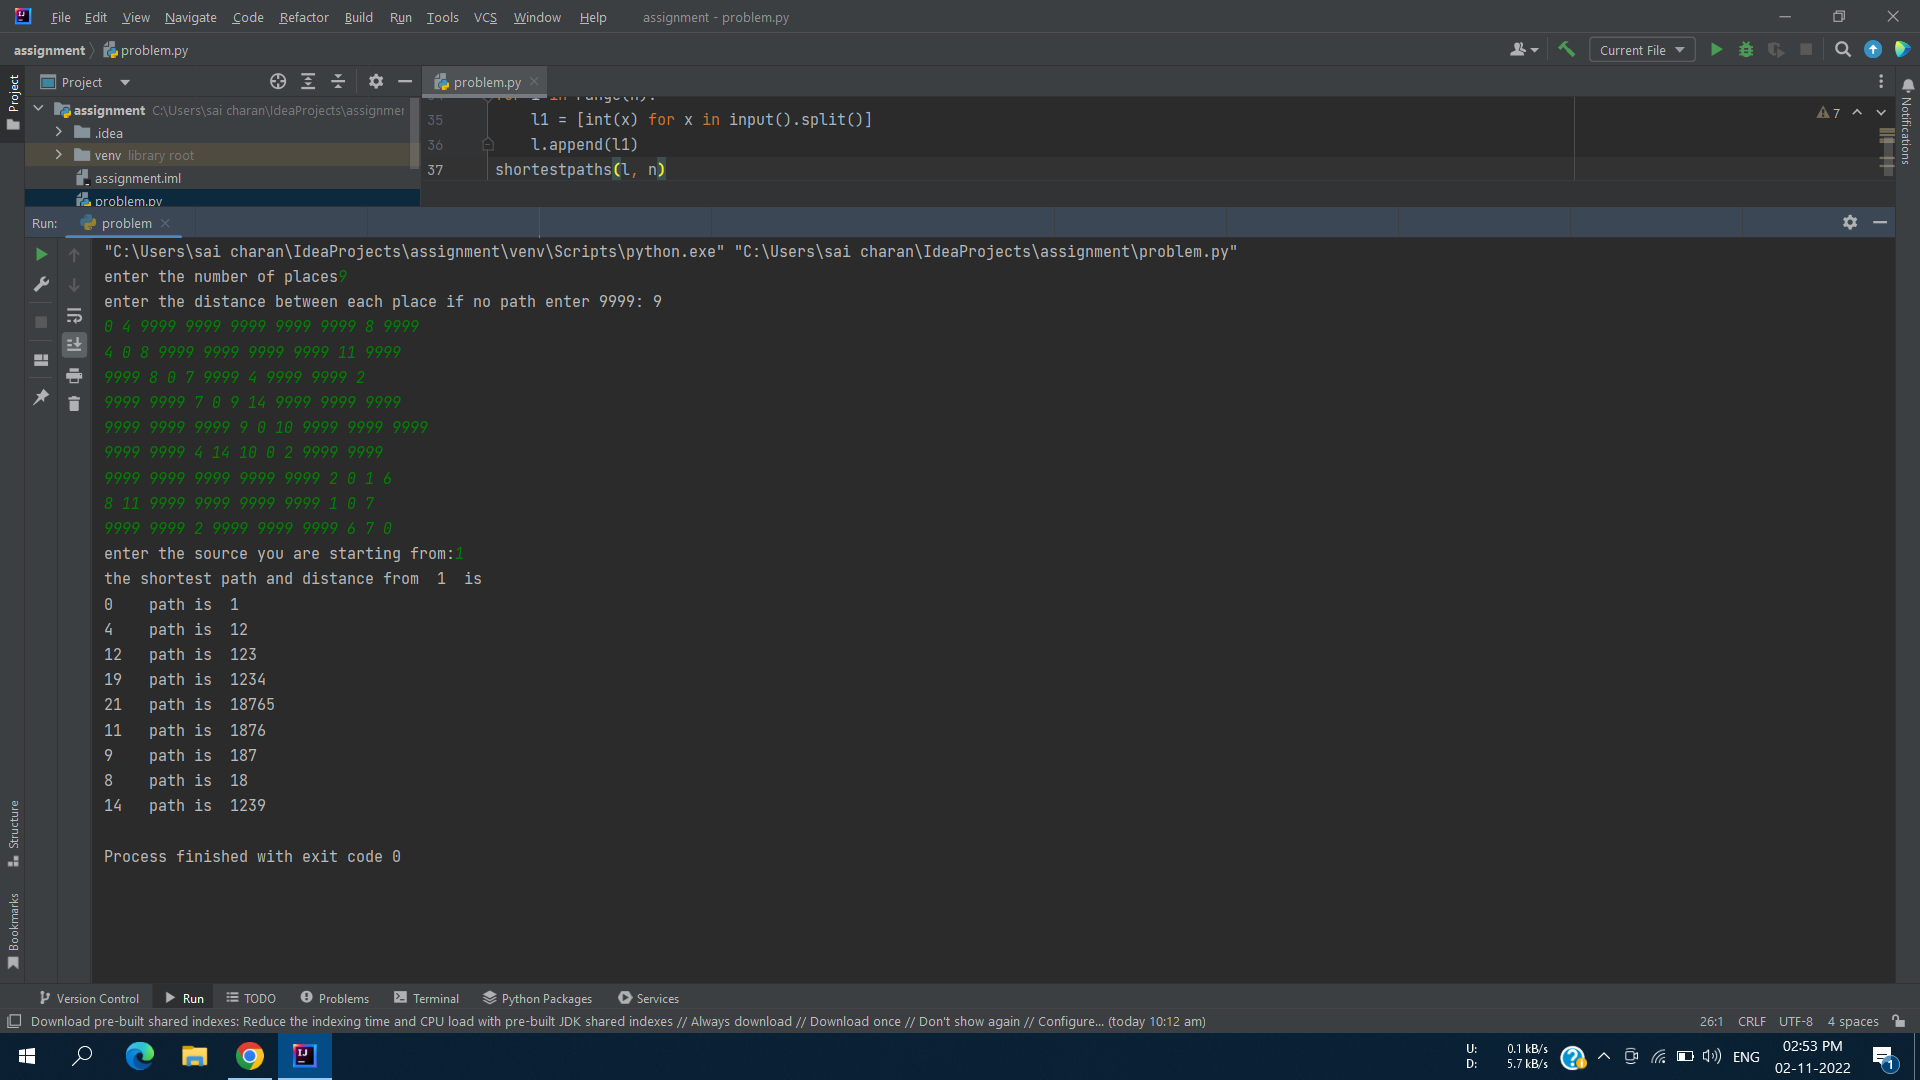 File Edit View Navigate Code Refactor Build Run Tools VCS Window Help assignment - problem.py
assignment problem.py Current File
Project problem.py
assignment C:\Users\sai charan\IdeaProjects\assignmer
.idea
venv library root
assignment.iml
problem.py
35 l1 = [int(x) for x in input().split()]
36 l.append(l1)
37 shortestpaths(l, n)
7
Project
Notifications
Run: problem
"C:\Users\sai charan\IdeaProjects\assignment\venv\Scripts\python.exe" "C:\Users\sai charan\IdeaProjects\assignment\problem.py"
enter the number of places9
enter the distance between each place if no path enter 9999: 9
0 4 9999 9999 9999 9999 9999 8 9999
4 0 8 9999 9999 9999 9999 11 9999
9999 8 0 7 9999 4 9999 9999 2
9999 9999 7 0 9 14 9999 9999 9999
9999 9999 9999 9 0 10 9999 9999 9999
9999 9999 4 14 10 0 2 9999 9999
9999 9999 9999 9999 9999 2 0 1 6
8 11 9999 9999 9999 9999 1 0 7
9999 9999 2 9999 9999 9999 6 7 0
enter the source you are starting from:1
the shortest path and distance from  1  is
0 path is 1
4 path is 12
12 path is 123
19 path is 1234
21 path is 18765
11 path is 1876
9 path is 187
8 path is 18
14 path is 1239
Process finished with exit code 0
Structure
Bookmarks
Version Control Run TODO Problems Terminal Python Packages Services
Download pre-built shared indexes: Reduce the indexing time and CPU load with pre-built JDK shared indexes // Always download // Download once // Don't show again // Configure... (today 10:12 am) 26:1 CRLF UTF-8 4 spaces
U: 0.1 kB/s
D: 5.7 kB/s
ENG
02:53 PM
02-11-2022
1